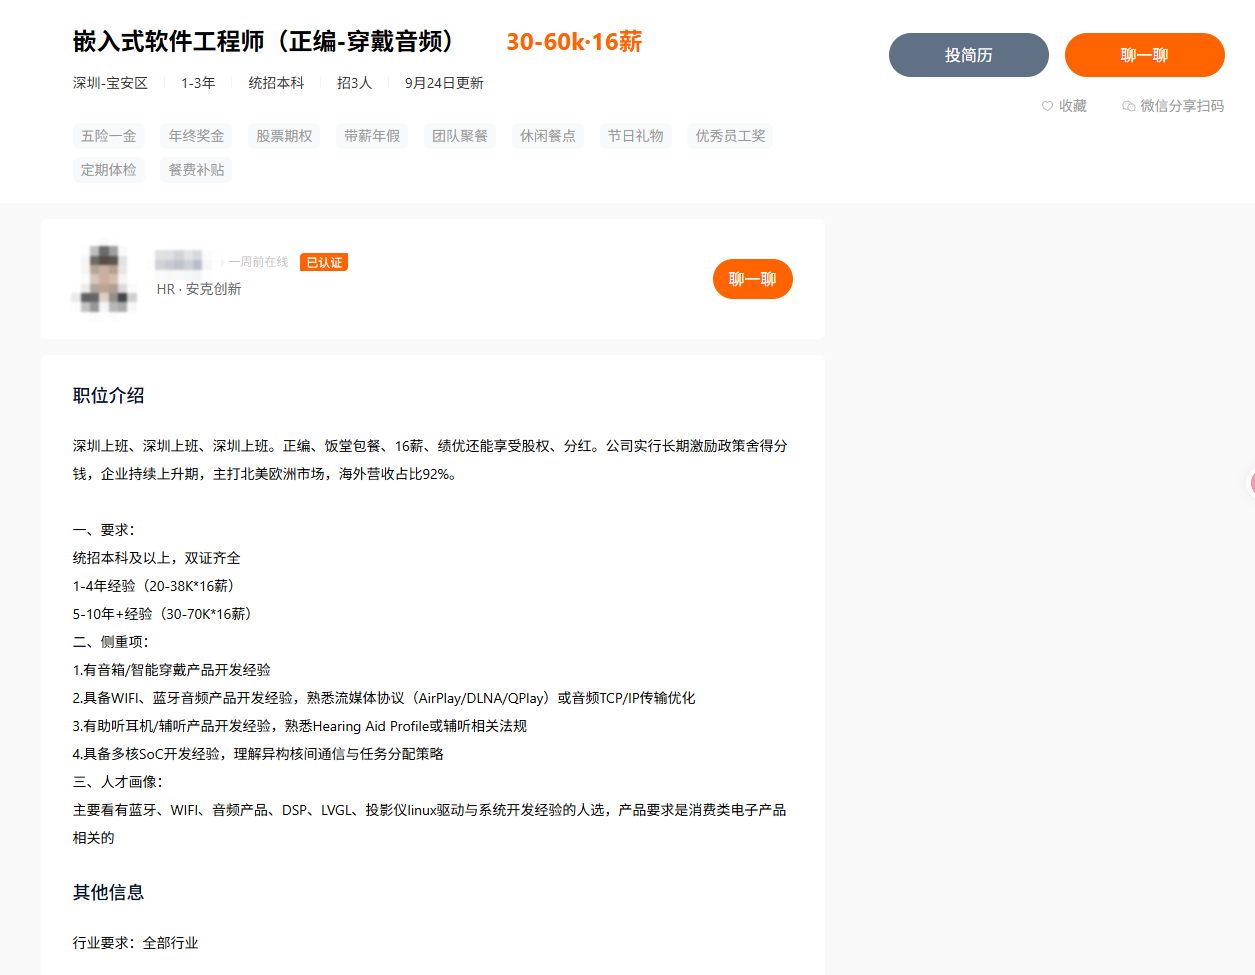 嵌入式软件工程师（正编-穿戴音频） 30-60k·16薪
投简历 聊一聊
深圳-宝安区 1-3年 统招本科 招3人 9月24日更新
收藏 微信分享扫码
五险一金 年终奖金 股票期权 带薪年假 团队聚餐 休闲餐点 节日礼物 优秀员工奖
定期体检 餐费补贴
一周前在线 已认证
HR · 安克创新
聊一聊
职位介绍
深圳上班、深圳上班、深圳上班。正编、饭堂包餐、16薪、绩优还能享受股权、分红。公司实行长期激励政策舍得分
钱，企业持续上升期，主打北美欧洲市场，海外营收占比92%。
一、要求：
统招本科及以上，双证齐全
1-4年经验（20-38K*16薪）
5-10年+经验（30-70K*16薪）
二、侧重项：
1.有音箱/智能穿戴产品开发经验
2.具备WIFI、蓝牙音频产品开发经验，熟悉流媒体协议（AirPlay/DLNA/QPlay）或音频TCP/IP传输优化
3.有助听耳机/辅听产品开发经验，熟悉Hearing Aid Profile或辅听相关法规
4.具备多核SoC开发经验，理解异构核间通信与任务分配策略
三、人才画像：
主要看有蓝牙、WIFI、音频产品、DSP、LVGL、投影仪linux驱动与系统开发经验的人选，产品要求是消费类电子产品
相关的
其他信息
行业要求：全部行业